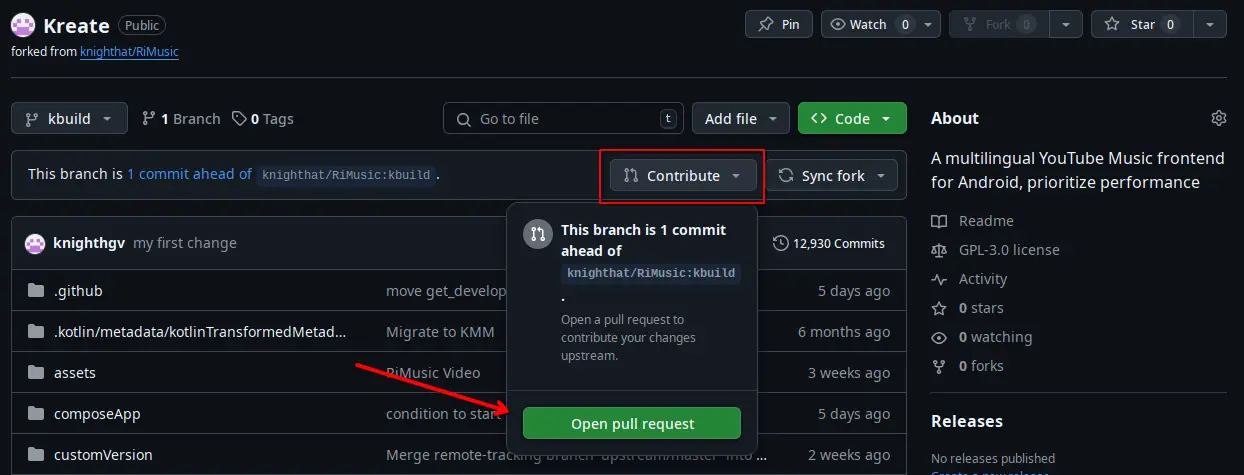 Kreate Public
Pin
Watch 0
Fork 0
Star 0
forked from knighthat/RiMusic
kbuild
1 Branch
0 Tags
Go to file
t
Add file
Code
This branch is 1 commit ahead of knighthat/RiMusic:kbuild .
Contribute
Sync fork
This branch is 1 commit
ahead of
knighthat/RiMusic:kbuild
.
Open a pull request to
contribute your changes
upstream.
Open pull request
knighthgv my first change
12,930 Commits
.github move get_develop 5 days ago
.kotlin/metadata/kotlinTransformedMetad... Migrate to KMM 6 months ago
assets RiMusic Video 3 weeks ago
composeApp condition to start 5 days ago
customVersion Merge remote-tracking branch 'upstream/master' into ... 2 weeks ago
About
A multilingual YouTube Music frontend
for Android, prioritize performance
Readme
GPL-3.0 license
Activity
0 stars
0 watching
0 forks
Releases
No releases published
Create a new release